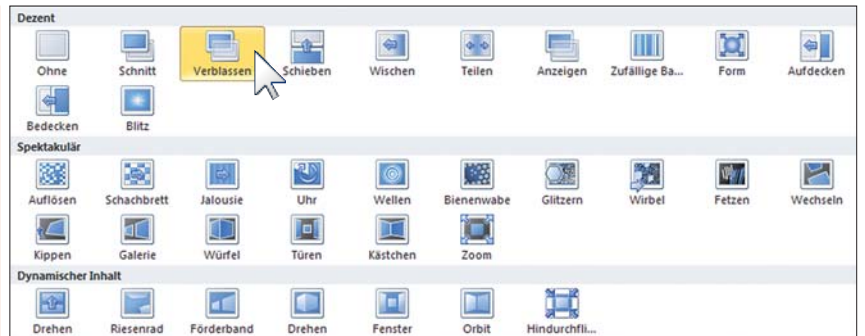 Dezent
Ohne Schnitt Verblassen Schieben Wischen Teilen Anzeigen Zufällige Ba... Form Aufdecken
Bedecken Blitz
Spektakulär
Auflösen Schachbrett Jalousie Uhr Wellen Bienenwabe Glitzern Wirbel Fetzen Wechseln
Kippen Galerie Würfel Türen Kästchen Zoom
Dynamischer Inhalt
Drehen Riesenrad Förderband Drehen Fenster Orbit Hindurchfli...